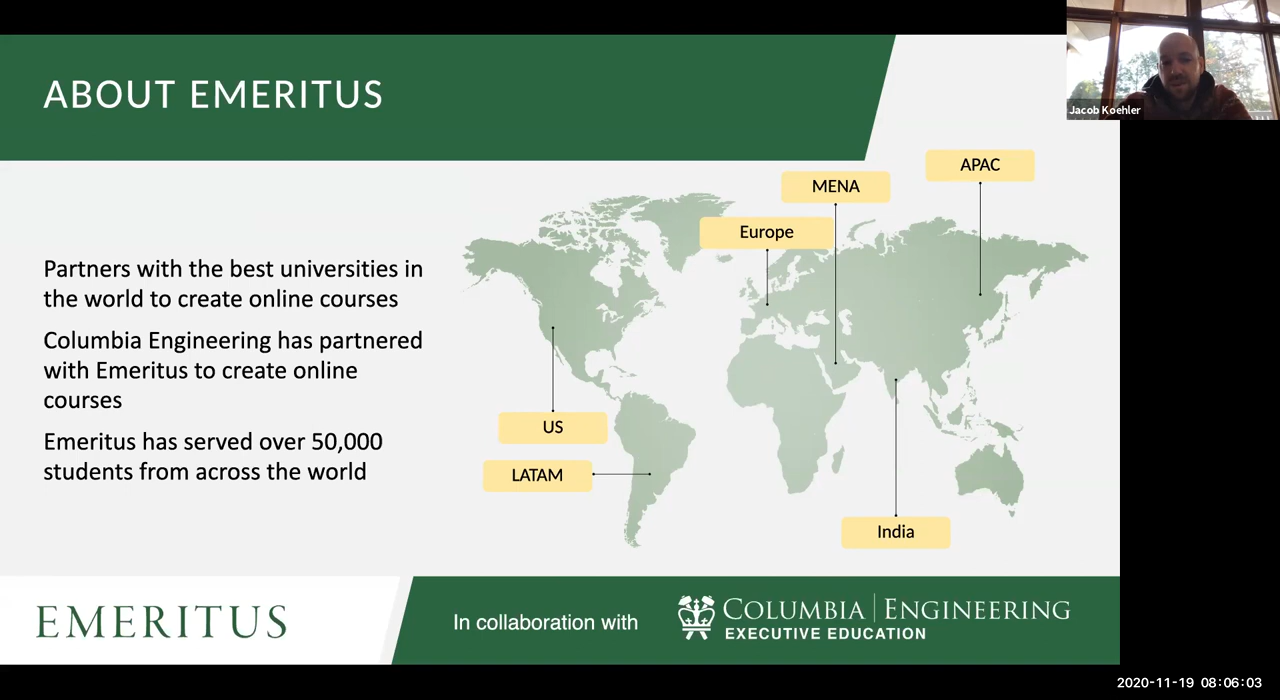 ABOUT EMERITUS
Jacob Koehler
APAC
MENA
Europe
Partners with the best universities in
the world to create online courses
Columbia Engineering has partnered
with Emeritus to create online
courses
Emeritus has served over 50,000
students from across the world
US
LATAM
India
EMERITUS
In collaboration with
COLUMBIA | ENGINEERING
EXECUTIVE EDUCATION
2020-11-19 08:06:03